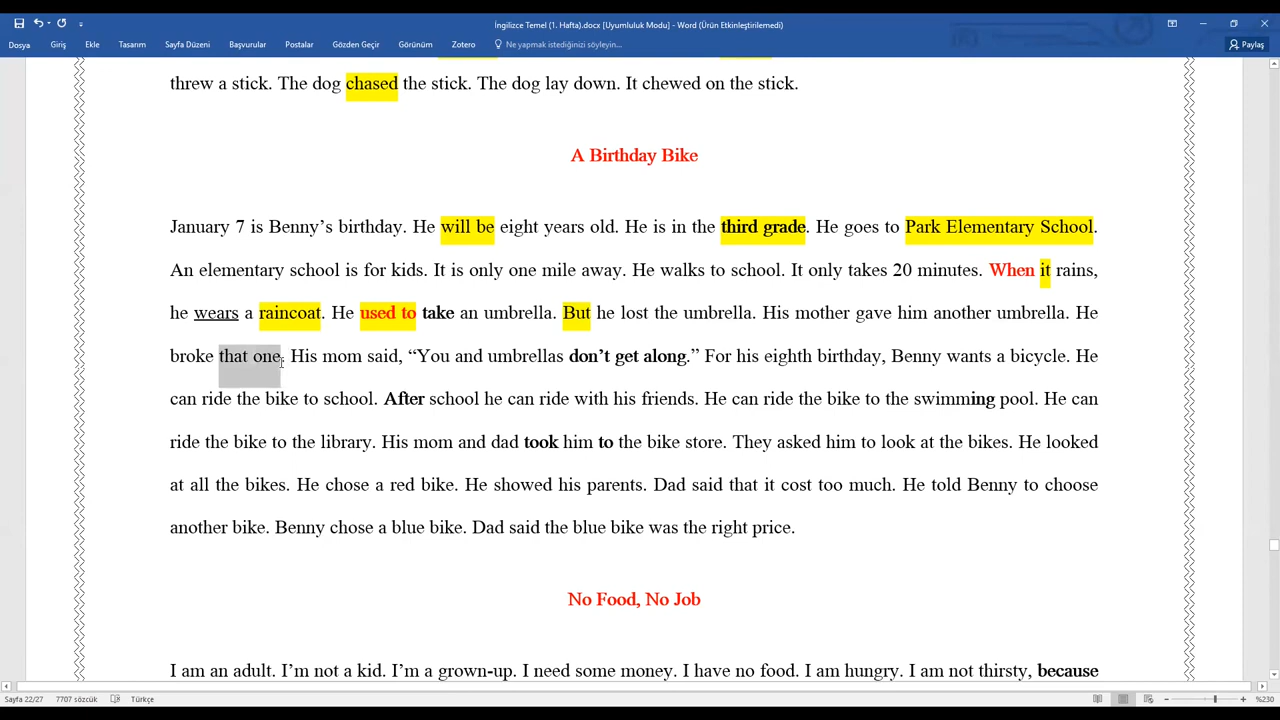 İngilizce Temel (1. Hafta).docx [Uyumluluk Modu] - Word (Ürün Etkinleştirilemedi)
Dosya Giriş Ekle Tasarım Sayfa Düzeni Başvurular Postalar Gözden Geçir Görünüm Zotero Ne yapmak istediğinizi söyleyin... Paylaş
threw a stick. The dog chased the stick. The dog lay down. It chewed on the stick.
A Birthday Bike
January 7 is Benny’s birthday. He will be eight years old. He is in the third grade. He goes to Park Elementary School.
An elementary school is for kids. It is only one mile away. He walks to school. It only takes 20 minutes. When it rains,
he wears a raincoat. He used to take an umbrella. But he lost the umbrella. His mother gave him another umbrella. He
broke that one. His mom said, “You and umbrellas don’t get along.” For his eighth birthday, Benny wants a bicycle. He
can ride the bike to school. After school he can ride with his friends. He can ride the bike to the swimming pool. He can
ride the bike to the library. His mom and dad took him to the bike store. They asked him to look at the bikes. He looked
at all the bikes. He chose a red bike. He showed his parents. Dad said that it cost too much. He told Benny to choose
another bike. Benny chose a blue bike. Dad said the blue bike was the right price.
No Food, No Job
I am an adult. I’m not a kid. I’m a grown-up. I need some money. I have no food. I am hungry. I am not thirsty, because
Sayfa 22/27 7707 sözcük Türkçe %230